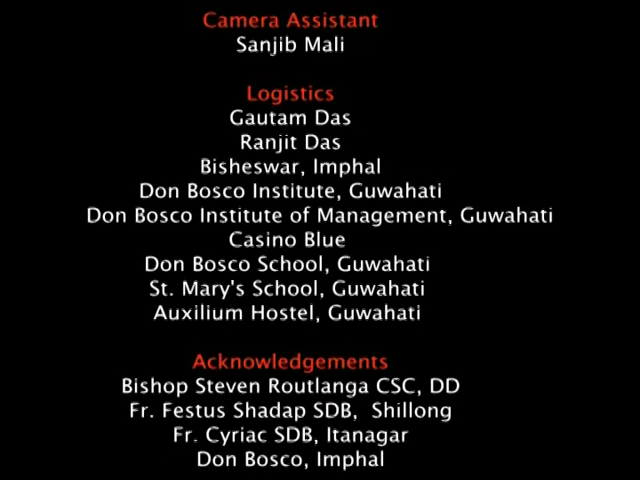 Camera Assistant
Sanjib Mali
Logistics
Gautam Das
Ranjit Das
Bisheswar, Imphal
Don Bosco Institute, Guwahati
Don Bosco Institute of Management, Guwahati
Casino Blue
Don Bosco School, Guwahati
St. Mary's School, Guwahati
Auxilium Hostel, Guwahati
Acknowledgements
Bishop Steven Routlanga CSC, DD
Fr. Festus Shadap SDB, Shillong
Fr. Cyriac SDB, Itanagar
Don Bosco, Imphal